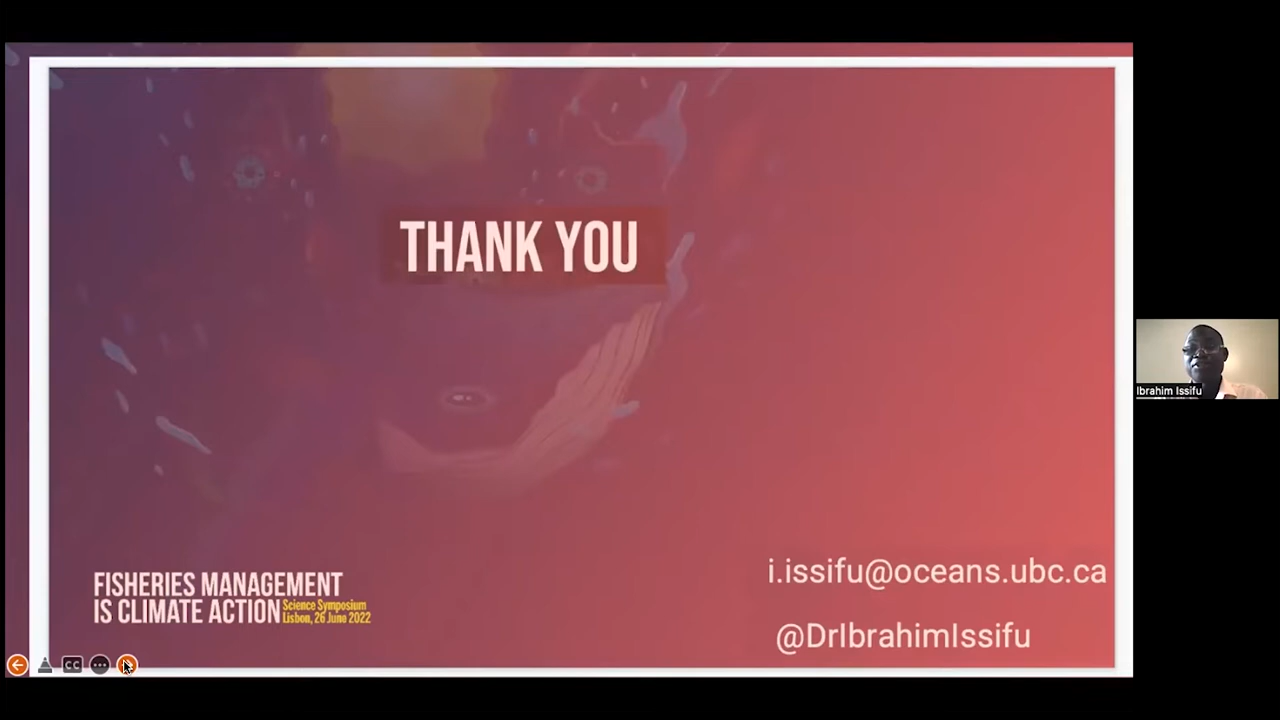 THANK YOU
Ibrahim Issifu
i.issifu@oceans.ubc.ca
FISHERIES MANAGEMENT
IS CLIMATE ACTION
Science Symposium
Lisbon, 26 June 2022
@DrIbrahimIssifu
CC